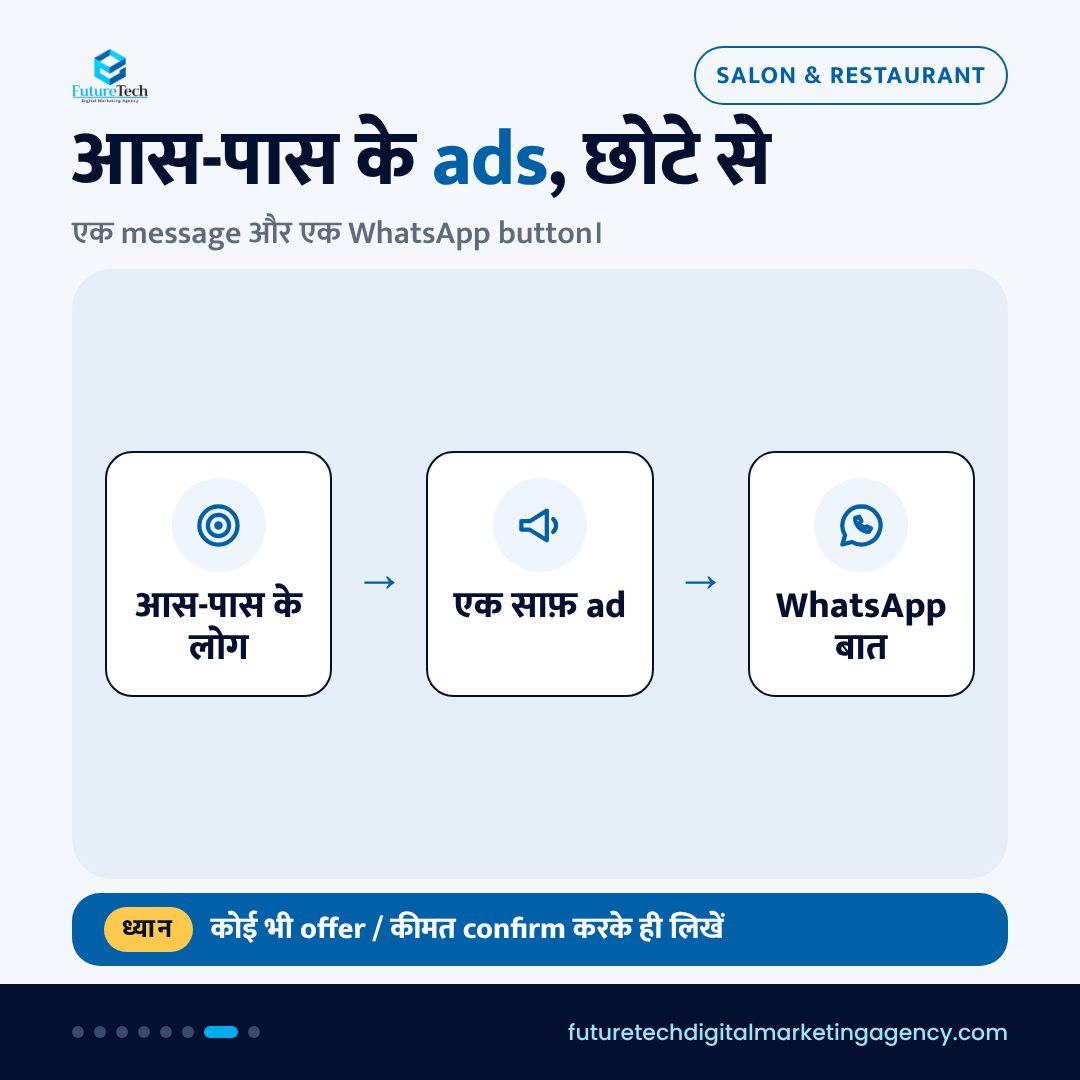 FutureTech
Digital Marketing Agency
SALON & RESTAURANT
आस-पास के ads, छोटे से
एक message और एक WhatsApp button।
आस-पास के
लोग
→
एक साफ़ ad
→
WhatsApp
बात
ध्यान कोई भी offer / कीमत confirm करके ही लिखें
futuretechdigitalmarketingagency.com